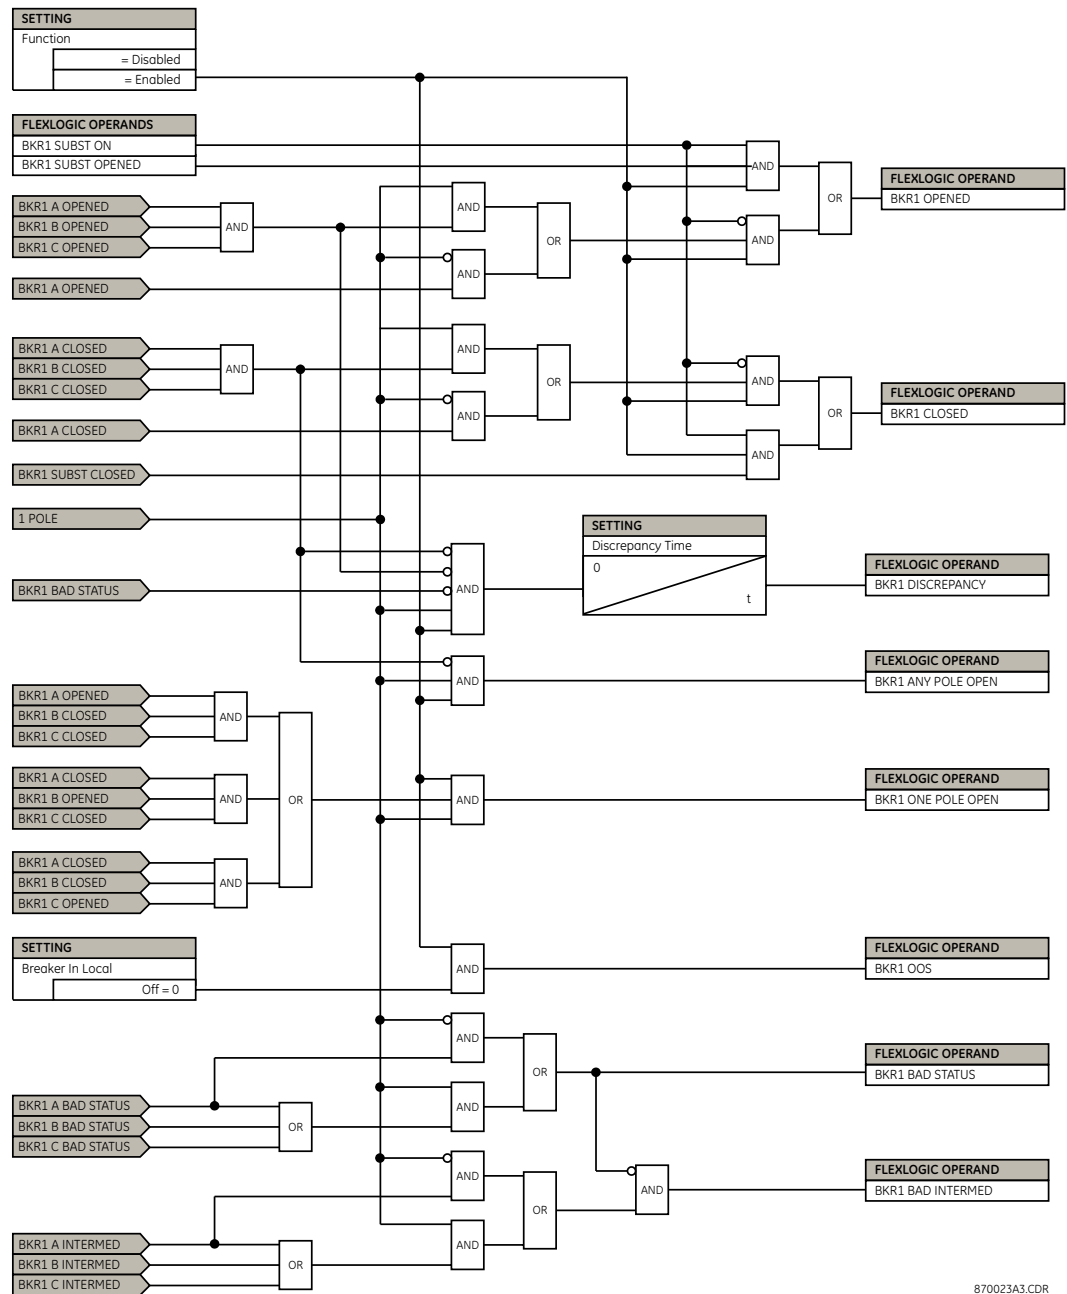 SETTING
Function
= Disabled
= Enabled
FLEXLOGIC OPERANDS
BKR1 SUBST ON
BKR1 SUBST OPENED
AND
OR
FLEXLOGIC OPERAND
BKR1 OPENED
BKR1 A OPENED
BKR1 B OPENED
BKR1 C OPENED
AND
AND
OR
AND
AND
BKR1 A OPENED
BKR1 A CLOSED
BKR1 B CLOSED
BKR1 C CLOSED
AND
AND
OR
AND
AND
OR
FLEXLOGIC OPERAND
BKR1 CLOSED
BKR1 A CLOSED
AND
BKR1 SUBST CLOSED
1 POLE
SETTING
Discrepancy Time
0
t
BKR1 BAD STATUS
AND
FLEXLOGIC OPERAND
BKR1 DISCREPANCY
AND
FLEXLOGIC OPERAND
BKR1 ANY POLE OPEN
BKR1 A OPENED
BKR1 B CLOSED
BKR1 C CLOSED
AND
BKR1 A CLOSED
BKR1 B OPENED
BKR1 C CLOSED
AND
OR
AND
FLEXLOGIC OPERAND
BKR1 ONE POLE OPEN
BKR1 A CLOSED
BKR1 B CLOSED
BKR1 C OPENED
AND
SETTING
Breaker In Local
Off = 0
AND
FLEXLOGIC OPERAND
BKR1 OOS
AND
OR
FLEXLOGIC OPERAND
BKR1 BAD STATUS
BKR1 A BAD STATUS
BKR1 B BAD STATUS
BKR1 C BAD STATUS
OR
AND
AND
OR
AND
FLEXLOGIC OPERAND
BKR1 BAD INTERMED
BKR1 A INTERMED
BKR1 B INTERMED
BKR1 C INTERMED
OR
AND
870023A3.CDR